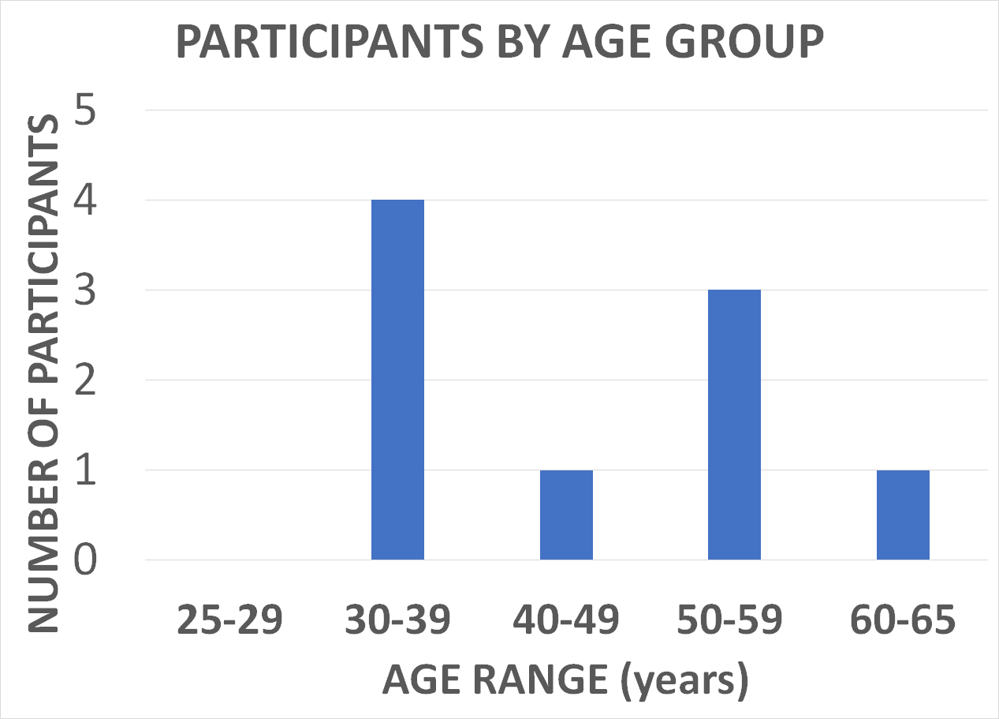 PARTICIPANTS BY AGE GROUP
NUMBER OF PARTICIPANTS
5
4
3
2
1
0
25-29 30-39 40-49 50-59 60-65
AGE RANGE (years)